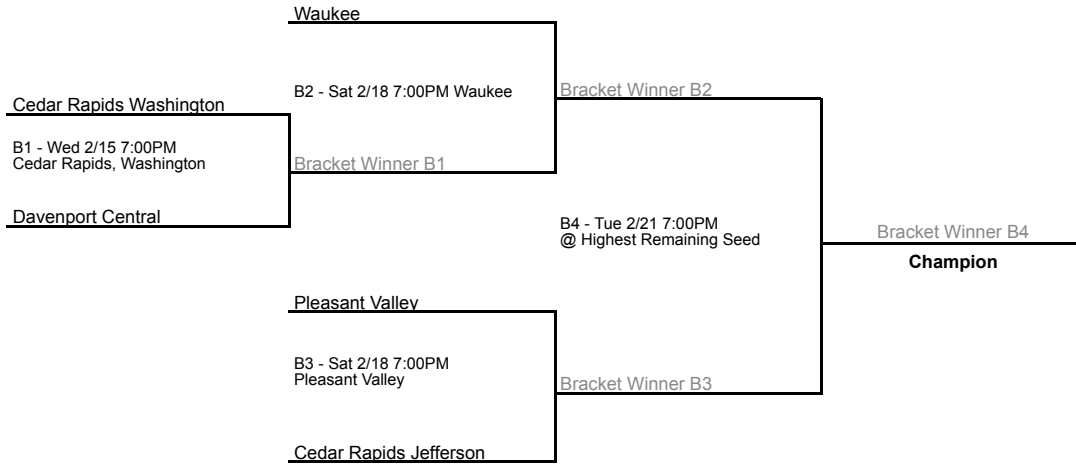 Waukee
B2 - Sat 2/18 7:00PM Waukee
Bracket Winner B2
Cedar Rapids Washington
B1 - Wed 2/15 7:00PM
Cedar Rapids, Washington
Bracket Winner B1
Davenport Central
B4 - Tue 2/21 7:00PM
@ Highest Remaining Seed
Bracket Winner B4
Champion
Pleasant Valley
B3 - Sat 2/18 7:00PM
Pleasant Valley
Bracket Winner B3
Cedar Rapids Jefferson